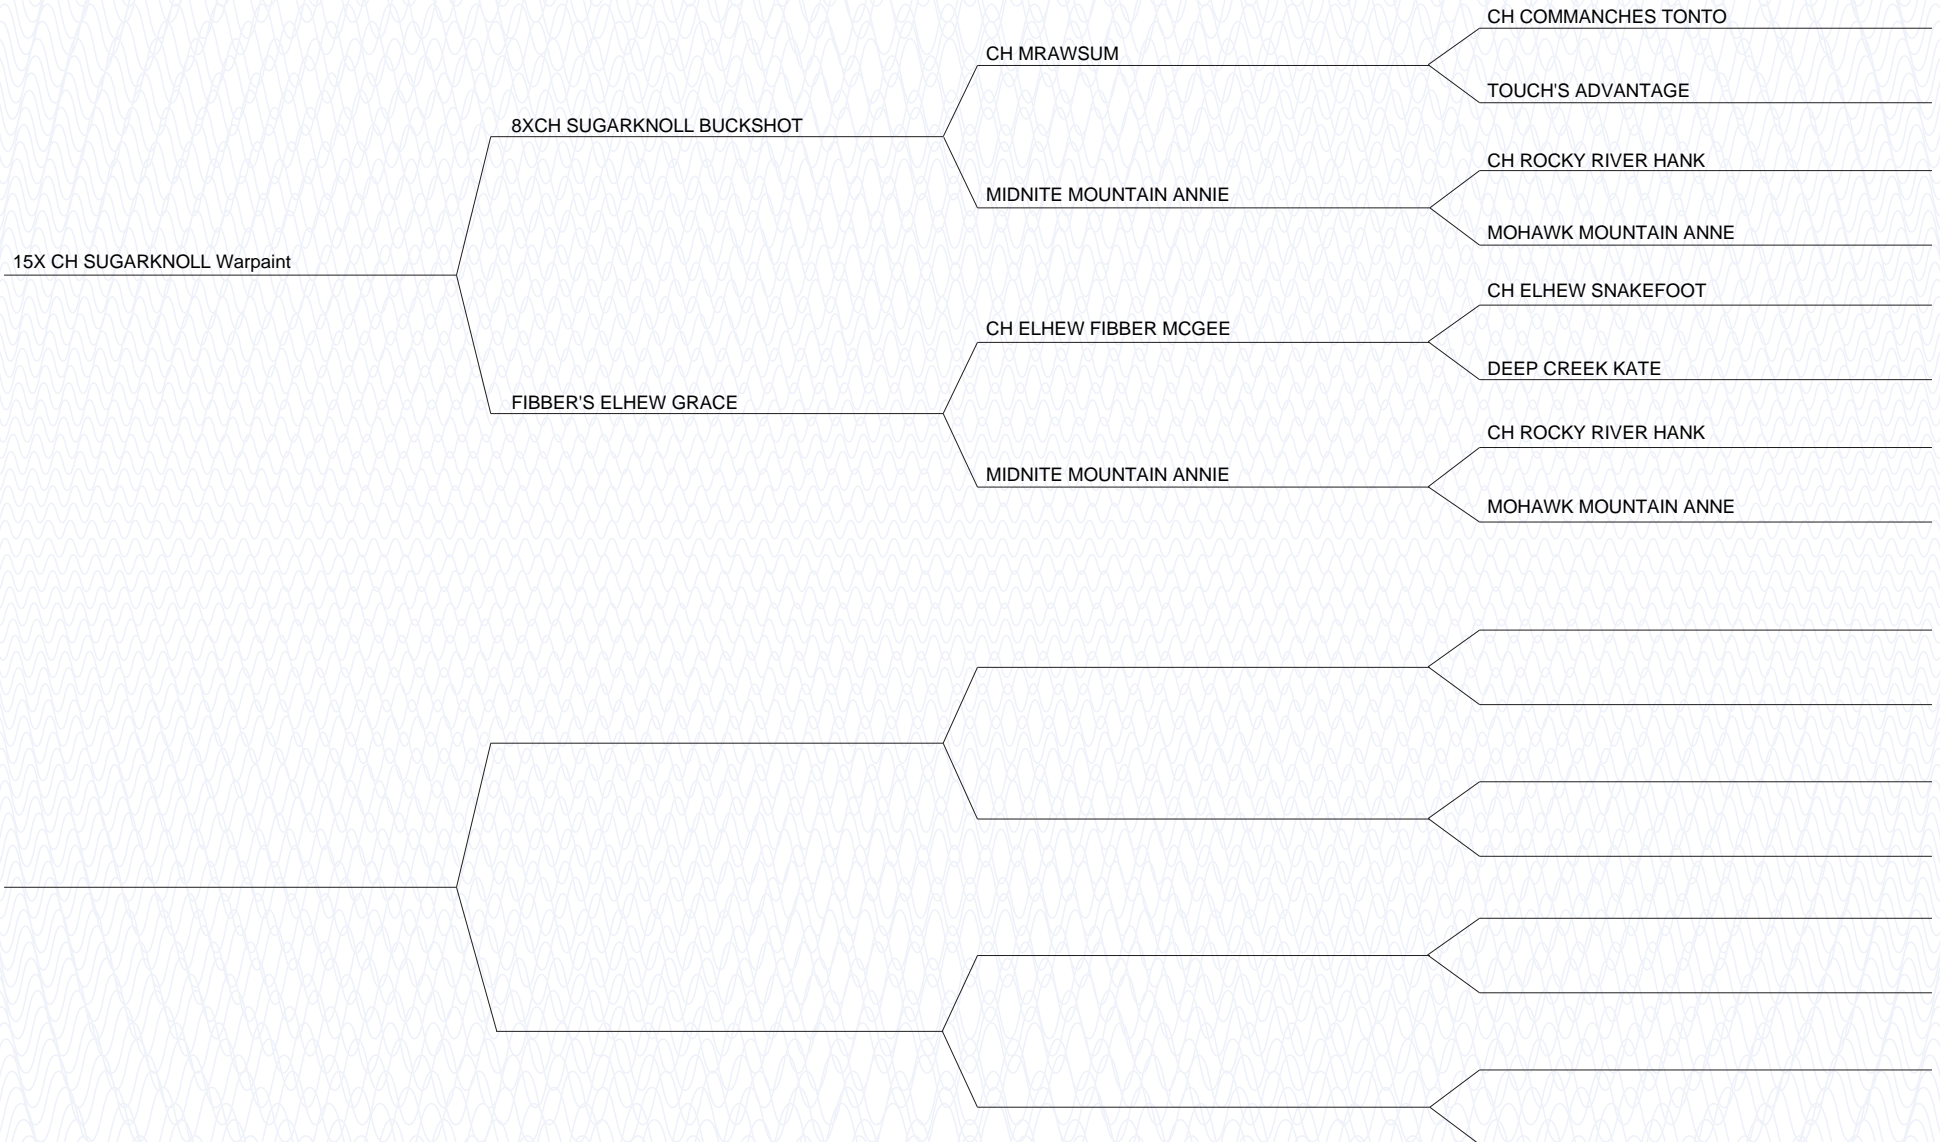 CH COMMANCHES TONTO
CH MRAWSUM
TOUCH'S ADVANTAGE
8XCH SUGARKNOLL BUCKSHOT
CH ROCKY RIVER HANK
MIDNITE MOUNTAIN ANNIE
MOHAWK MOUNTAIN ANNE
15X CH SUGARKNOLL Warpaint
CH ELHEW SNAKEFOOT
CH ELHEW FIBBER MCGEE
DEEP CREEK KATE
FIBBER'S ELHEW GRACE
CH ROCKY RIVER HANK
MIDNITE MOUNTAIN ANNIE
MOHAWK MOUNTAIN ANNE